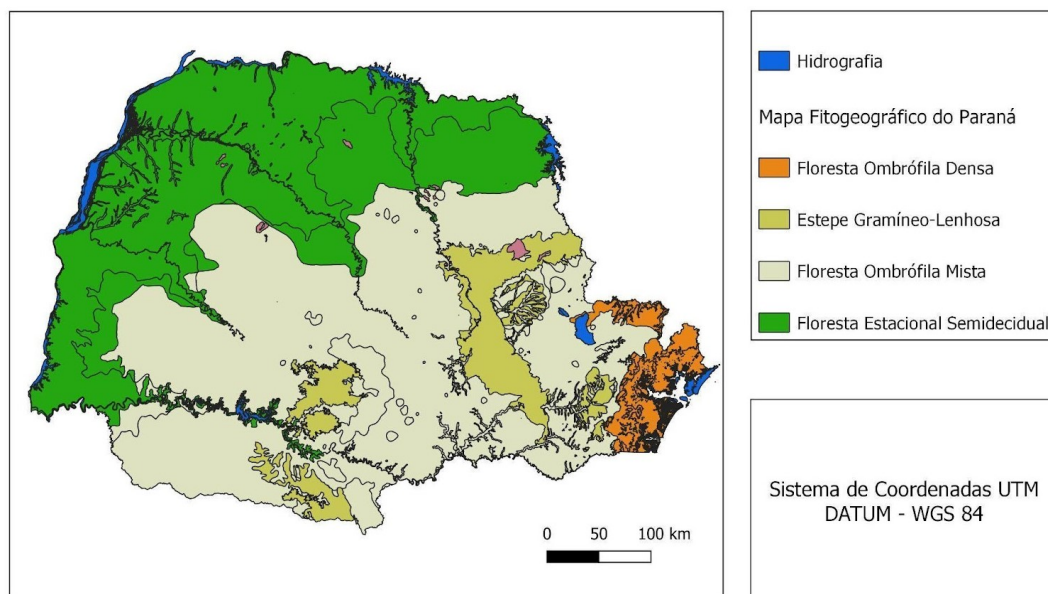 Hidrografia
Mapa Fitogeográfico do Paraná
Floresta Ombrófila Densa
Estepe Gramíneo-Lenhosa
Floresta Ombrófila Mista
Floresta Estacional Semidecidual
0 50 100 km
Sistema de Coordenadas UTM
DATUM - WGS 84